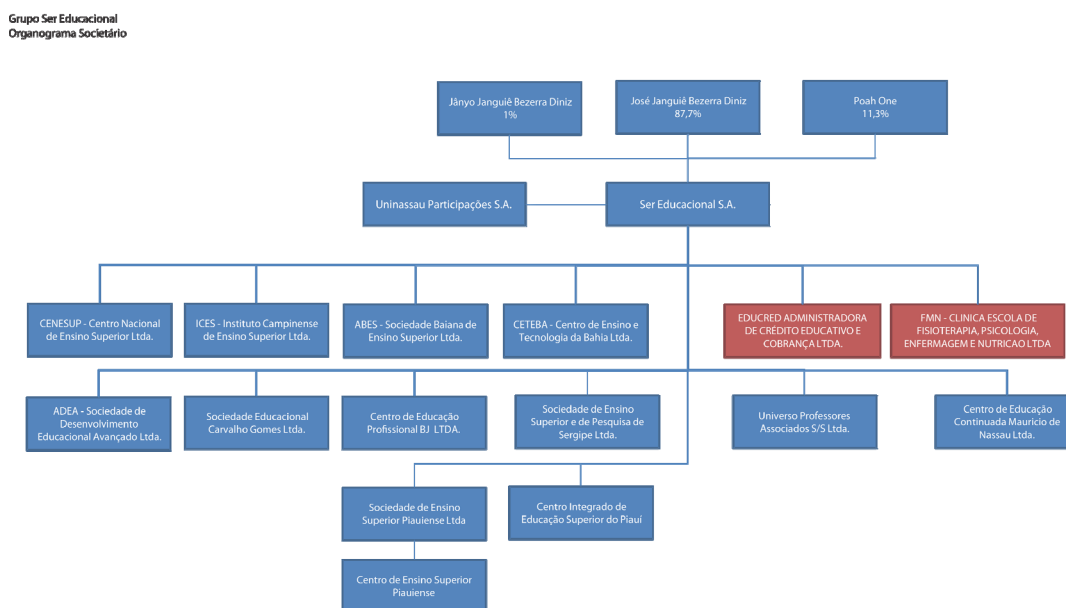 Grupo Ser Educacional
Organograma Societário
Jânyo Janguiê Bezerra Diniz
1%
José Janguiê Bezerra Diniz
87,7%
Poah One
11,3%
Uninassau Participações S.A.
Ser Educacional S.A.
CENESUP - Centro Nacional
de Ensino Superior Ltda.
ICES - Instituto Campinense
de Ensino Superior Ltda.
ABES - Sociedade Baiana de
Ensino Superior Ltda.
CETEBA - Centro de Ensino e
Tecnologia da Bahia Ltda.
EDUCRED ADMINISTRADORA
DE CRÉDITO EDUCATIVO E
COBRANÇA LTDA.
FMN - CLINICA ESCOLA DE
FISIOTERAPIA, PSICOLOGIA,
ENFERMAGEM E NUTRICAO LTDA
ADEA - Sociedade de
Desenvolvimento
Educacional Avançado Ltda.
Sociedade Educacional
Carvalho Gomes Ltda.
Centro de Educação
Profissional BJ LTDA.
Sociedade de Ensino
Superior e de Pesquisa de
Sergipe Ltda.
Universo Professores
Associados S/S Ltda.
Centro de Educação
Continuada Mauricio de
Nassau Ltda.
Sociedade de Ensino
Superior Piauiense Ltda
Centro Integrado de
Educação Superior do Piauí
Centro de Ensino Superior
Piauiense